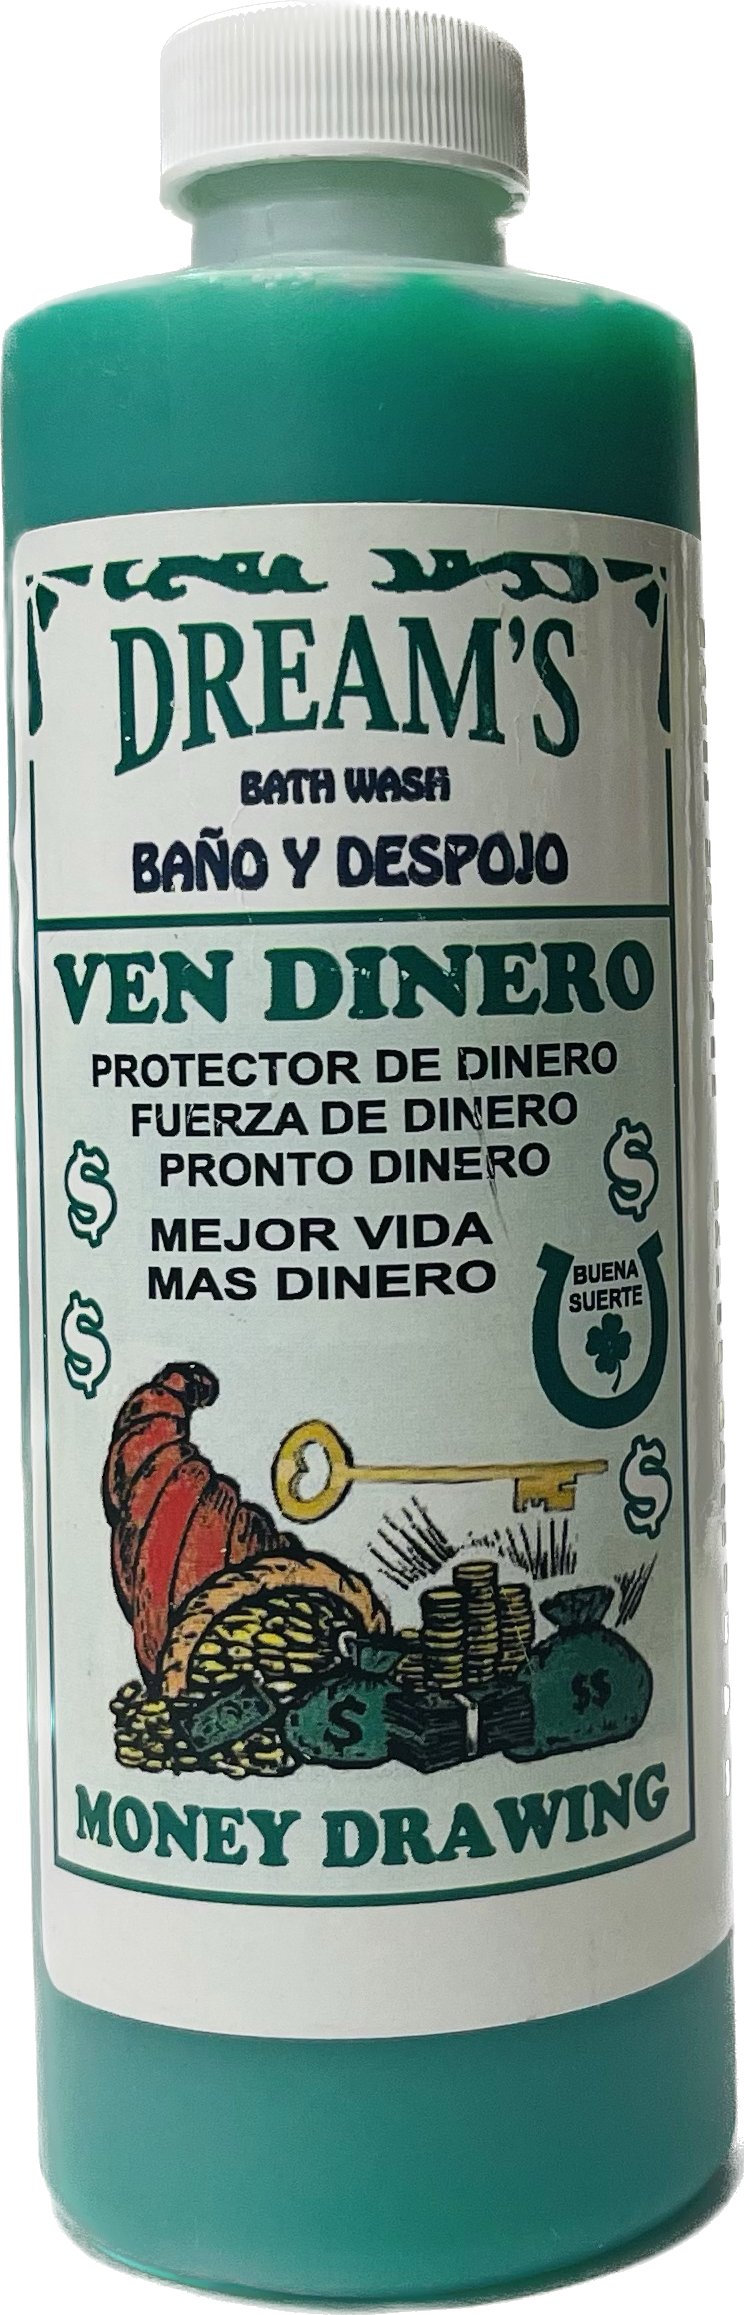 DREAM'S
BATH WASH
BAÑO Y DESPOJO
VEN DINERO
PROTECTOR DE DINERO
FUERZA DE DINERO
PRONTO DINERO
MEJOR VIDA
MAS DINERO
$
$
$
$
BUENA
SUERTE
$
$$
MONEY DRAWING